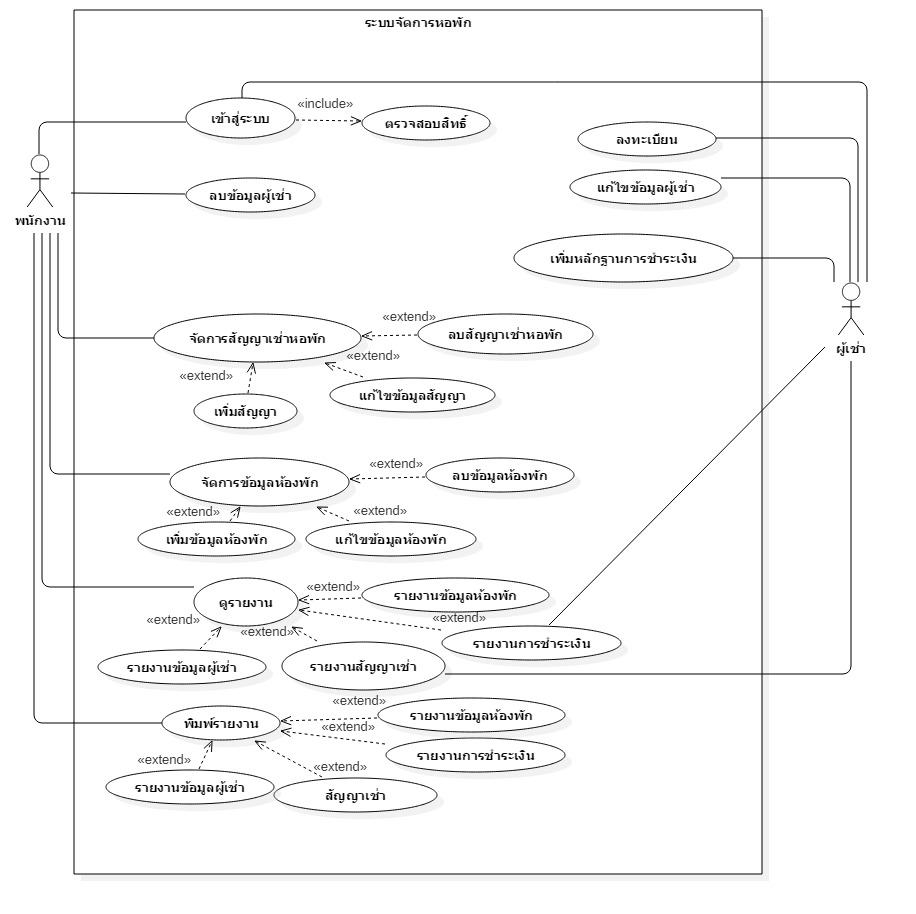 ระบบจัดการหอพัก
«include»
เข้าสู่ระบบ
ตรวจสอบสิทธิ์
ลงทะเบียน
แก้ไขข้อมูลผู้เช่า
ลบข้อมูลผู้เช่า
พนักงาน
เพิ่มหลักฐานการชำระเงิน
«extend»
จัดการสัญญาเช่าหอพัก
ลบสัญญาเช่าหอพัก
ผู้เช่า
«extend»
«extend»
แก้ไขข้อมูลสัญญา
เพิ่มสัญญา
«extend»
จัดการข้อมูลห้องพัก
ลบข้อมูลห้องพัก
«extend»
«extend»
เพิ่มข้อมูลห้องพัก
แก้ไขข้อมูลห้องพัก
«extend»
ดูรายงาน
รายงานข้อมูลห้องพัก
«extend»
«extend»
«extend»
รายงานการชำระเงิน
รายงานข้อมูลผู้เช่า
รายงานสัญญาเช่า
«extend»
พิมพ์รายงาน
รายงานข้อมูลห้องพัก
«extend»
รายงานการชำระเงิน
«extend»
«extend»
รายงานข้อมูลผู้เช่า
สัญญาเช่า